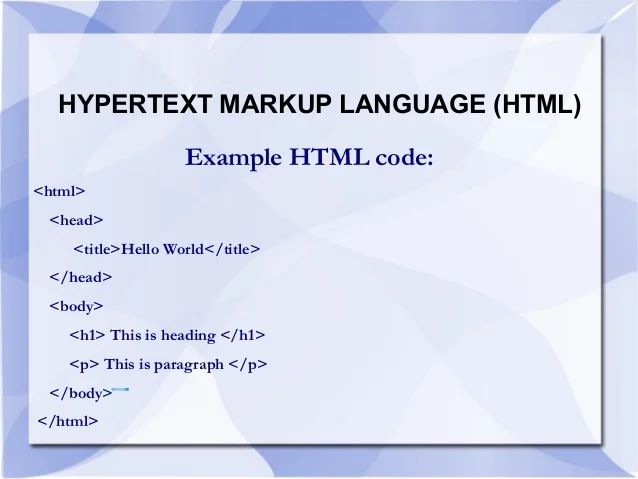 HYPERTEXT MARKUP LANGUAGE (HTML)
Example HTML code:
<html>
<head>
<title>Hello World</title>
</head>
<body>
<h1> This is heading </h1>
<p> This is paragraph </p>
</body>
</html>